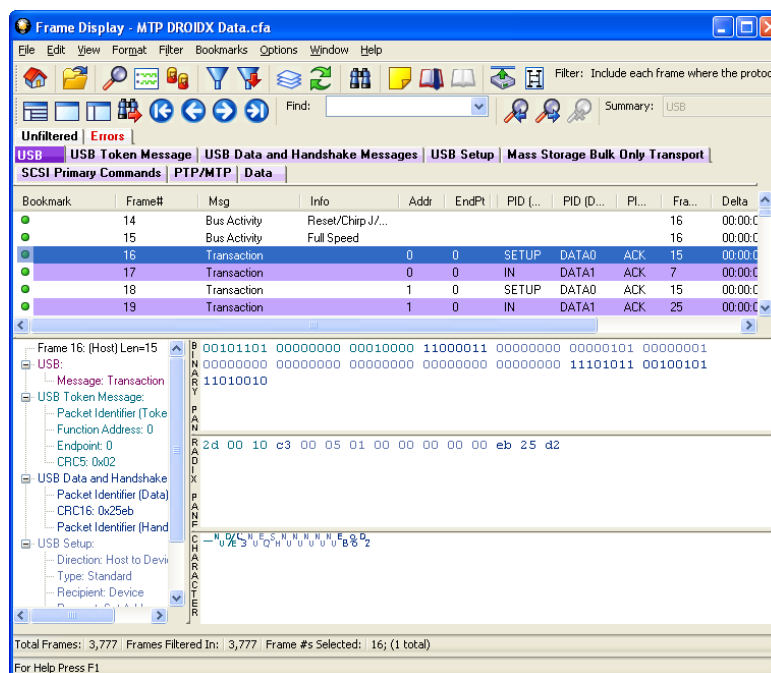 Frame Display - MTP DROIDX Data.cfa
File Edit View Format Filter Bookmarks Options Window Help
Filter: Include each frame where the protoc
Find: Summary: USB
Unfiltered Errors
USB USB Token Message USB Data and Handshake Messages USB Setup Mass Storage Bulk Only Transport
SCSI Primary Commands PTP/MTP Data
Bookmark Frame# Msg Info Addr EndPt PID (... PID (D... PI... Fra... Delta
14 Bus Activity Reset/Chirp J/... 16 00:00:0
15 Bus Activity Full Speed 16 00:00:0
16 Transaction 0 0 SETUP DATA0 ACK 15 00:00:0
17 Transaction 0 0 IN DATA1 ACK 7 00:00:0
18 Transaction 1 0 SETUP DATA0 ACK 15 00:00:0
19 Transaction 1 0 IN DATA1 ACK 25 00:00:0
Frame 16: (Host) Len=15
USB:
Message: Transaction
USB Token Message:
Packet Identifier (Toke
Function Address: 0
Endpoint: 0
CRC5: 0x02
USB Data and Handshake
Packet Identifier (Data)
CRC16: 0x25eb
Packet Identifier (Hand
USB Setup:
Direction: Host to Devi
Type: Standard
Recipient: Device
BINARY PAN
00101101 00000000 00010000 11000011 00000000 00000101 00000001
00000000 00000000 00000000 00000000 00000000 11101011 00100101
11010010
RADIX PANE
2d 00 10 c3 00 05 01 00 00 00 00 00 eb 25 d2
CHARACTER
Total Frames: 3,777 Frames Filtered In: 3,777 Frame #s Selected: 16; (1 total)
For Help Press F1